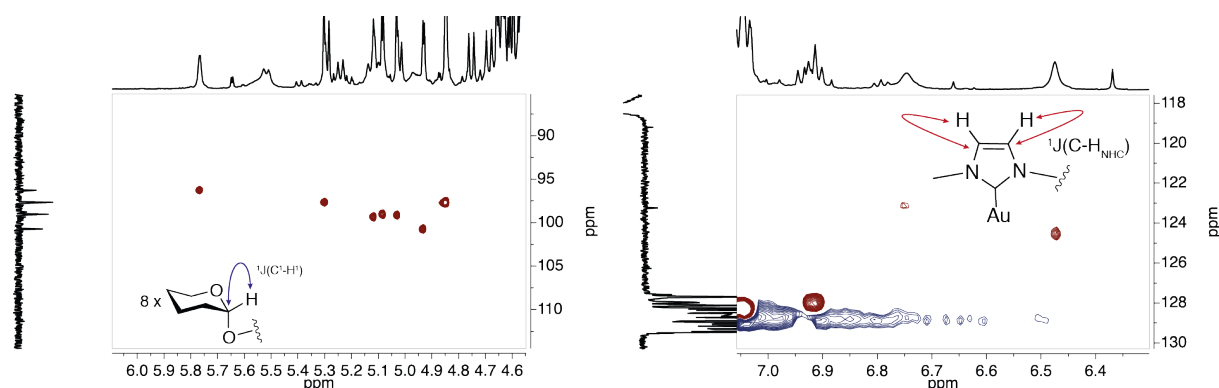 90
95
100
105
110
ppm
8 x
O
H
O
¹J(C¹-H¹)
6.0 5.9 5.8 5.7 5.6 5.5 5.4 5.3 5.2 5.1 5.0 4.9 4.8 4.7 4.6
ppm
118
120
122
124
126
128
130
ppm
H H
¹J(C-H_NHC)
N N
Au
7.0 6.9 6.8 6.7 6.6 6.5 6.4
ppm